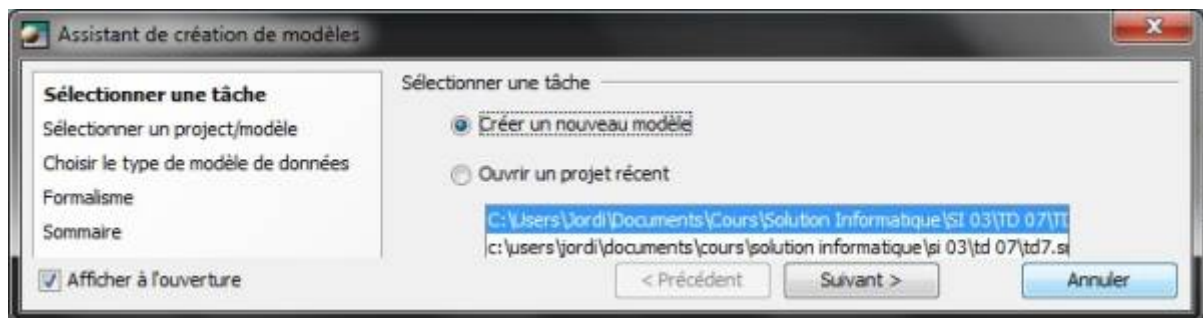 Assistant de création de modèles
Sélectionner une tâche
Sélectionner un project/modèle
Choisir le type de modèle de données
Formalisme
Sommaire
Afficher à l'ouverture
Sélectionner une tâche
Créer un nouveau modèle
Ouvrir un projet récent
C:\Users\Jordi\Documents\Cours\Solution Informatique\SI 03\TD 07\TD
c:\users\jordi\documents\cours\solution informatique\si 03\td 07\td7.s
< Précédent
Suivant >
Annuler